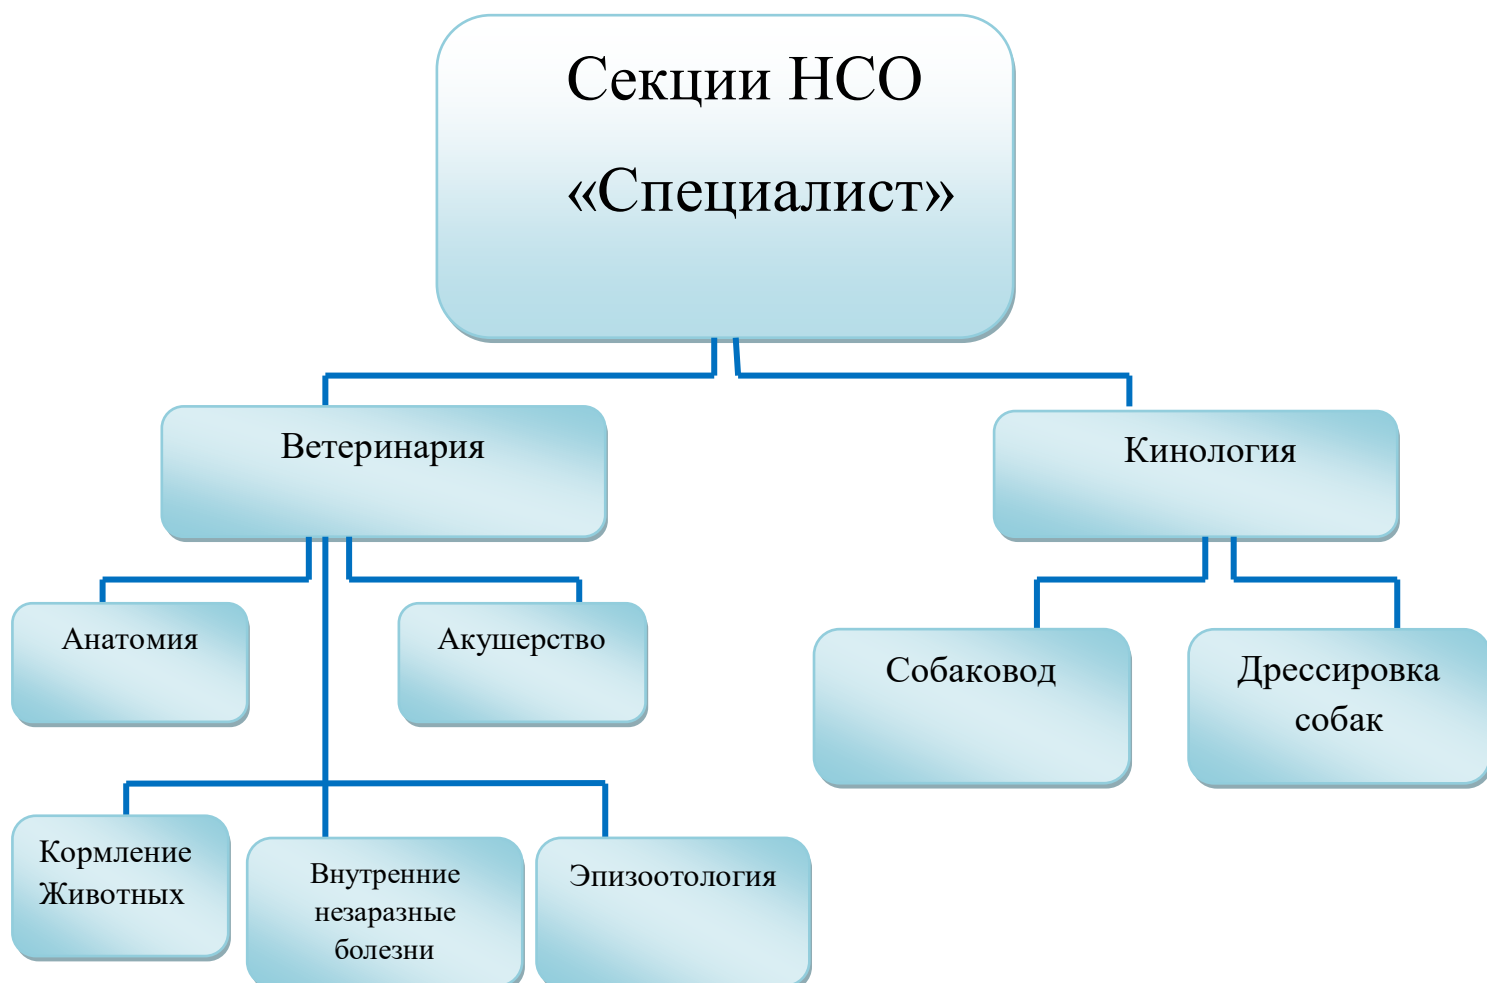 Секции НСО
«Специалист»
Ветеринария
Кинология
Анатомия
Акушерство
Собаковод
Дрессировка
собак
Кормление
Животных
Внутренние
незаразные
болезни
Эпизоотология